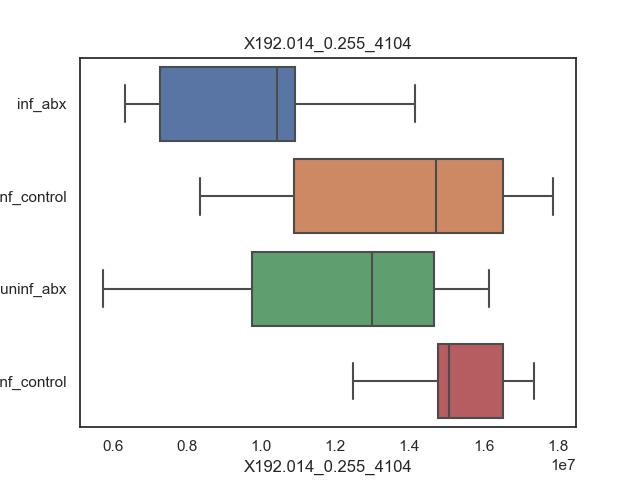 X192.014_0.255_4104
inf_abx
nf_control
uninf_abx
nf_control
0.6 0.8 1.0 1.2 1.4 1.6 1.8
X192.014_0.255_4104
1e7